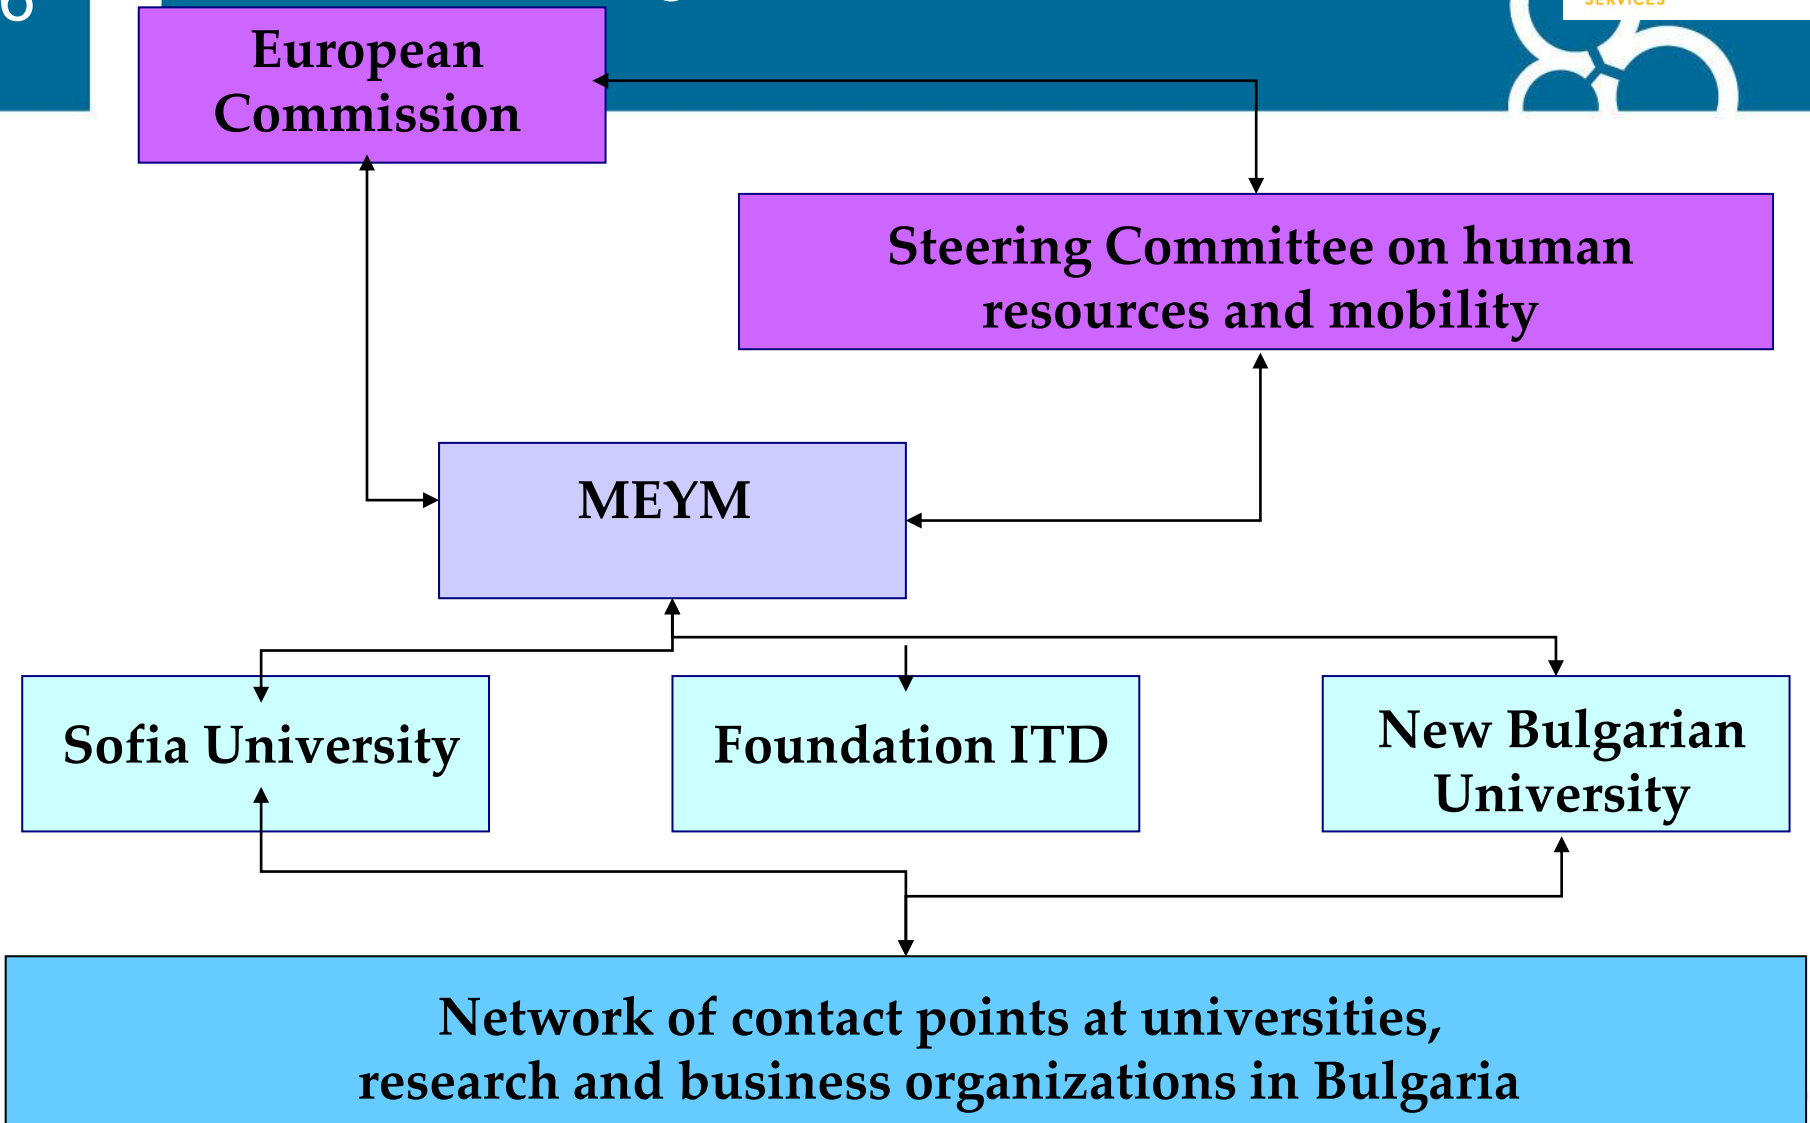 SERVICES
European
Commission
Steering Committee on human
resources and mobility
MEYM
Sofia University
Foundation ITD
New Bulgarian
University
Network of contact points at universities,
research and business organizations in Bulgaria